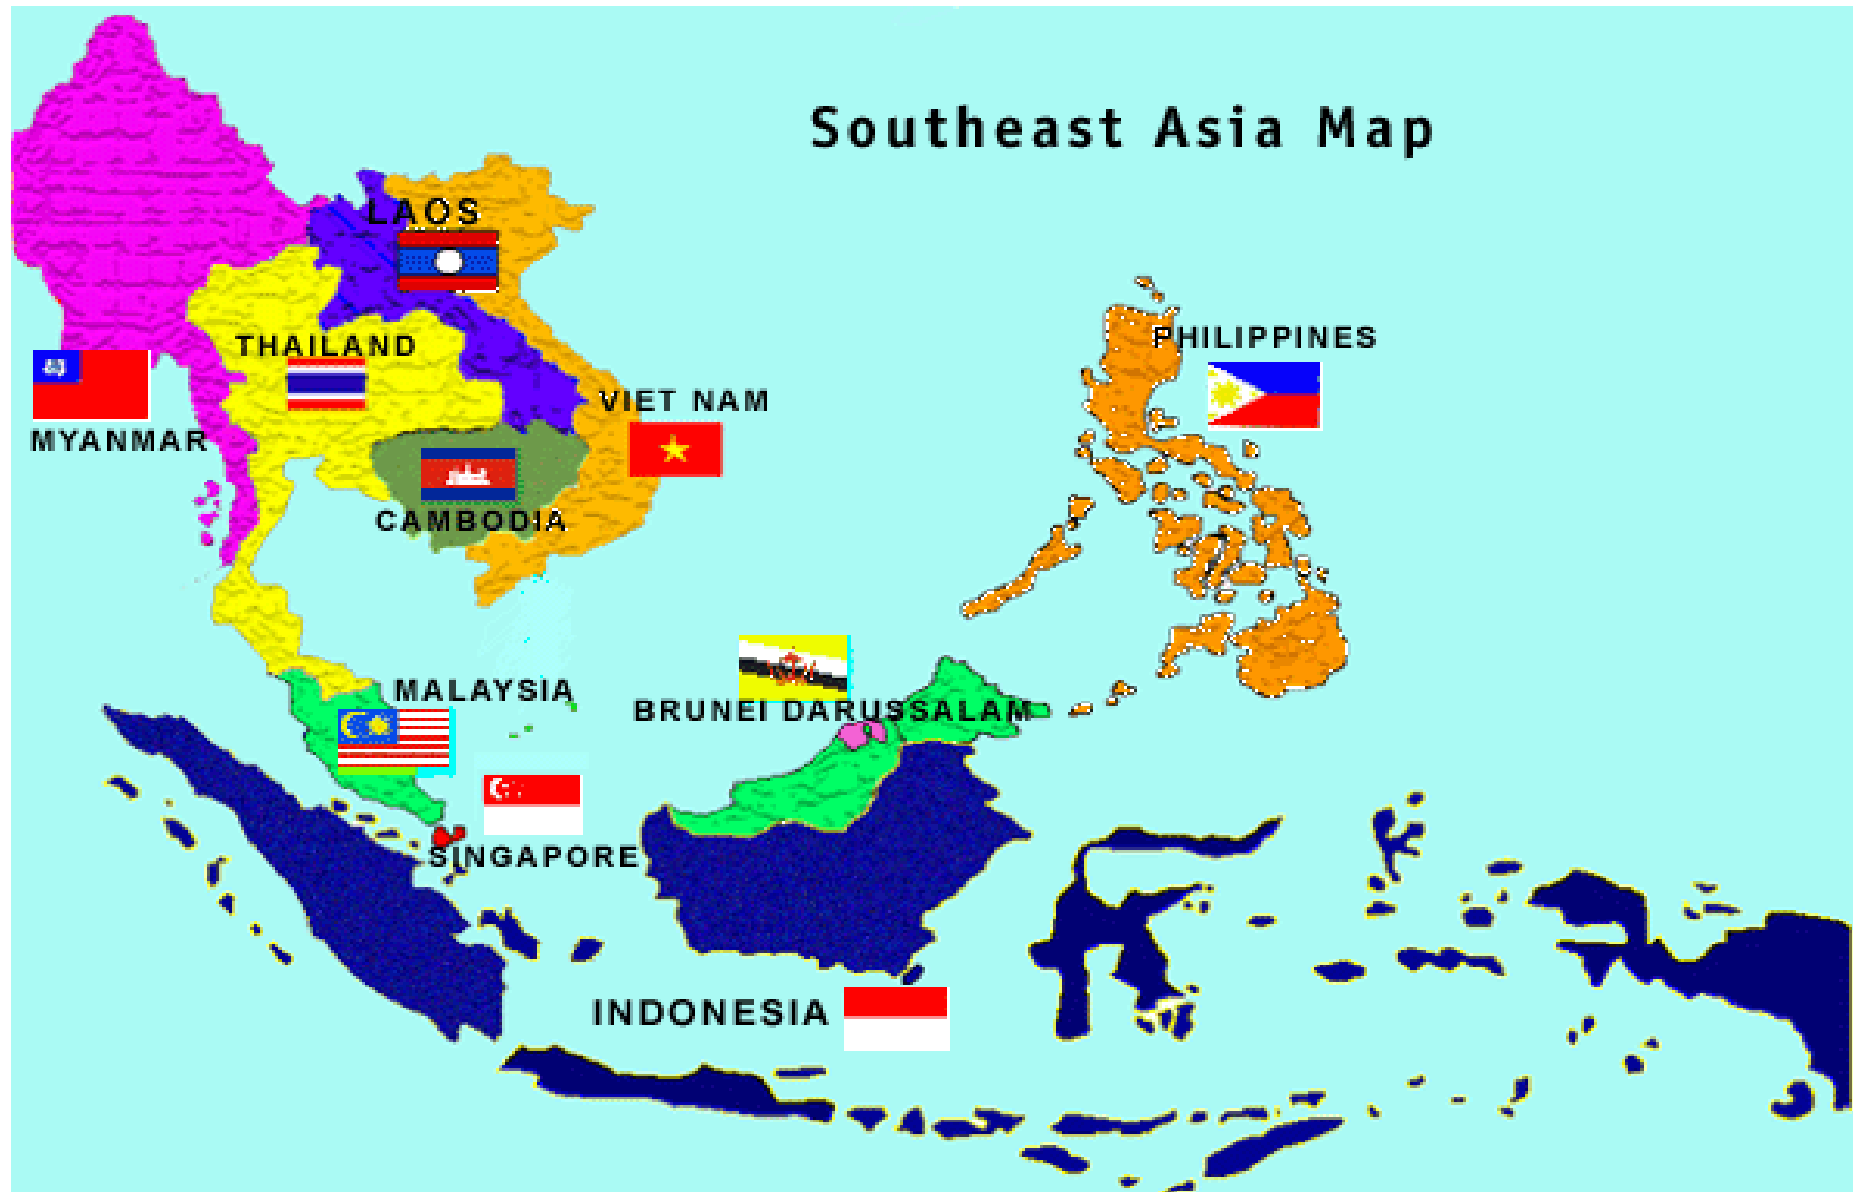 Southeast Asia Map
LAOS
PHILIPPINES
THAILAND
VIET NAM
MYANMAR
CAMBODIA
MALAYSIA
BRUNEI DARUSSALAM
SINGAPORE
INDONESIA